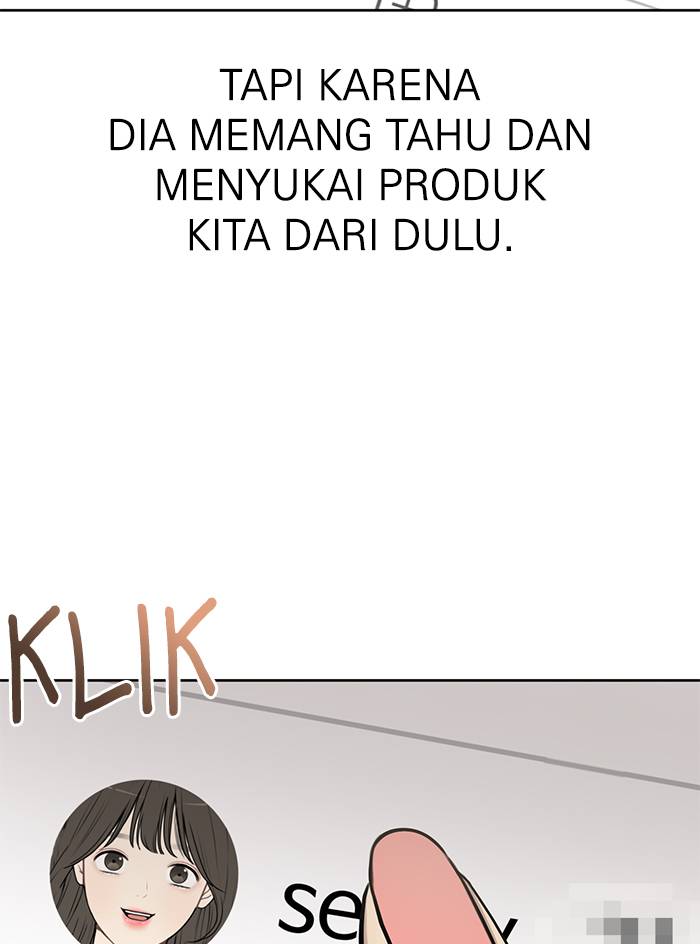 TAPI KARENA
DIA MEMANG TAHU DAN
MENYUKAI PRODUK
KITA DARI DULU.
KLIK